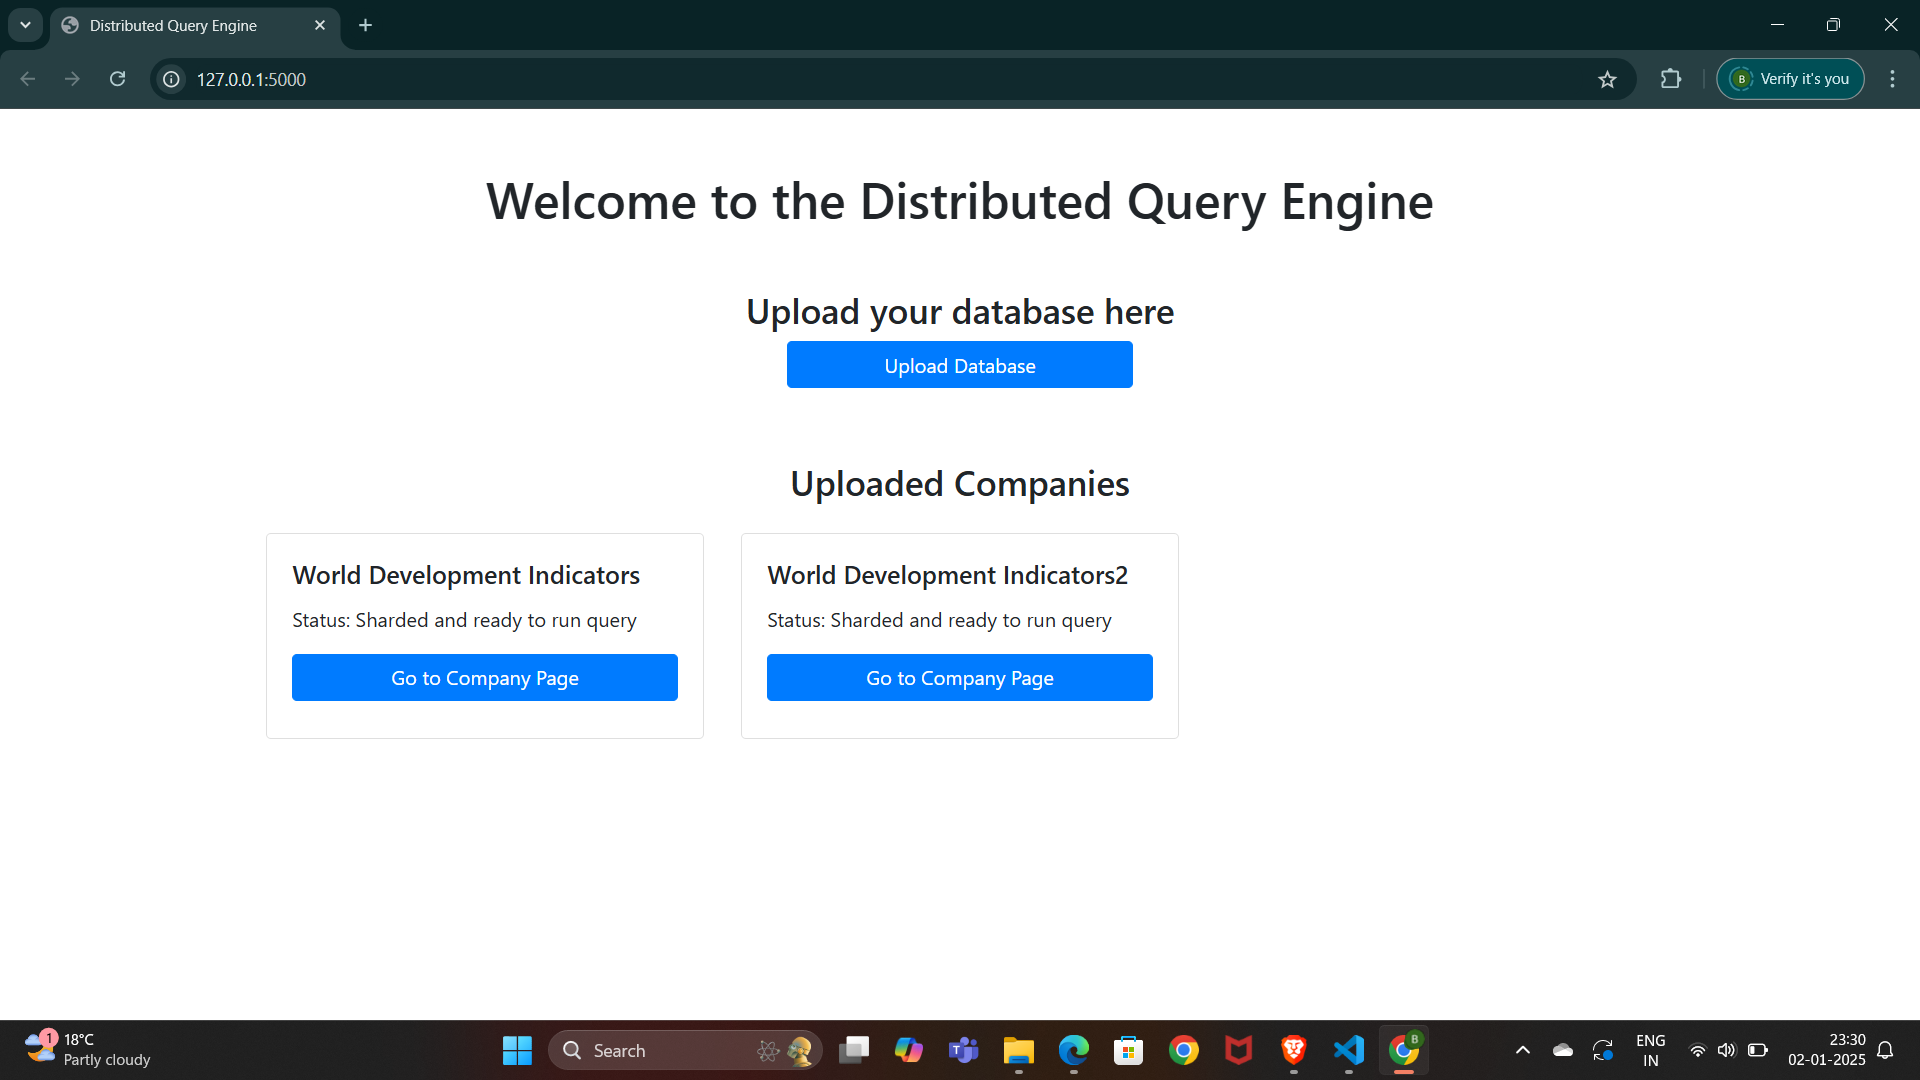 Distributed Query Engine
127.0.0.1:5000
B
Verify it's you
Welcome to the Distributed Query Engine
Upload your database here
Upload Database
Uploaded Companies
World Development Indicators
Status: Sharded and ready to run query
Go to Company Page
World Development Indicators2
Status: Sharded and ready to run query
Go to Company Page
1
18°C
Partly cloudy
Search
T
B
ENG
IN
23:30
02-01-2025